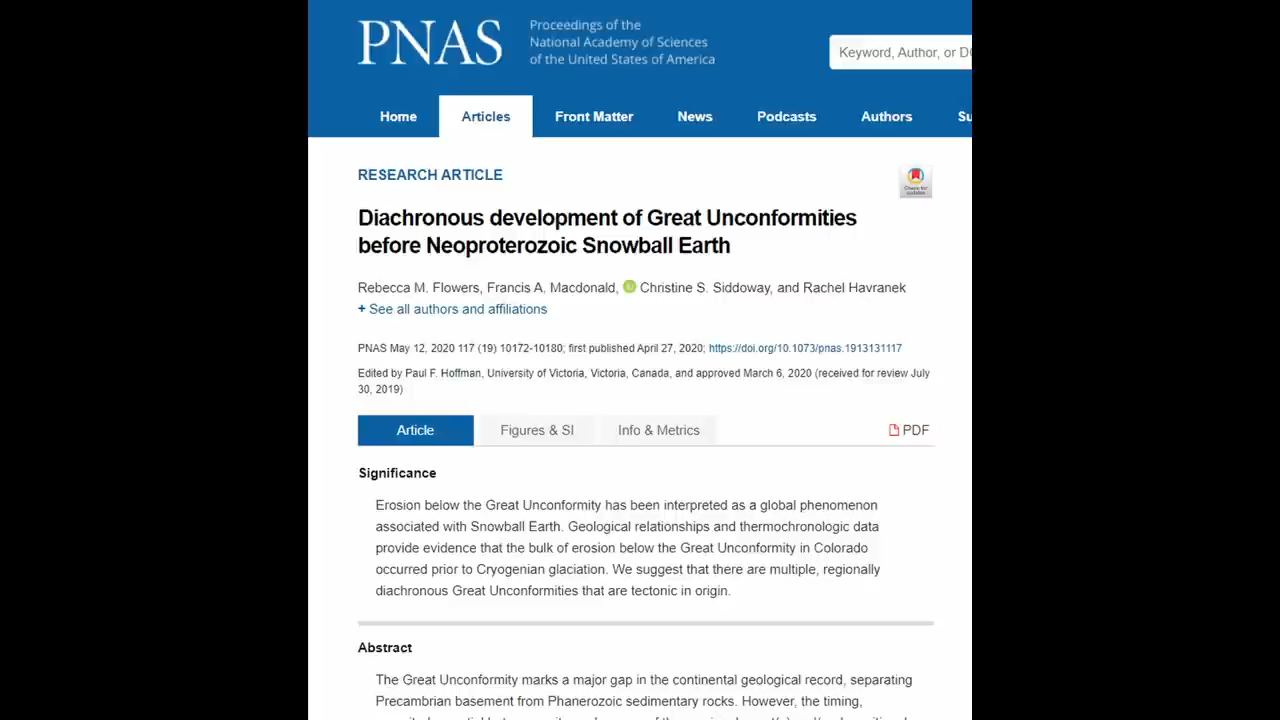 PNAS
Proceedings of the
National Academy of Sciences
of the United States of America
Keyword, Author, or DO
Home Articles Front Matter News Podcasts Authors Su
RESEARCH ARTICLE
Check for
updates
Diachronous development of Great Unconformities
before Neoproterozoic Snowball Earth
Rebecca M. Flowers, Francis A. Macdonald, iD Christine S. Siddoway, and Rachel Havranek
+ See all authors and affiliations
PNAS May 12, 2020 117 (19) 10172-10180; first published April 27, 2020; https://doi.org/10.1073/pnas.1913131117
Edited by Paul F. Hoffman, University of Victoria, Victoria, Canada, and approved March 6, 2020 (received for review July
30, 2019)
Article Figures & SI Info & Metrics PDF
Significance
Erosion below the Great Unconformity has been interpreted as a global phenomenon
associated with Snowball Earth. Geological relationships and thermochronologic data
provide evidence that the bulk of erosion below the Great Unconformity in Colorado
occurred prior to Cryogenian glaciation. We suggest that there are multiple, regionally
diachronous Great Unconformities that are tectonic in origin.
Abstract
The Great Unconformity marks a major gap in the continental geological record, separating
Precambrian basement from Phanerozoic sedimentary rocks. However, the timing,